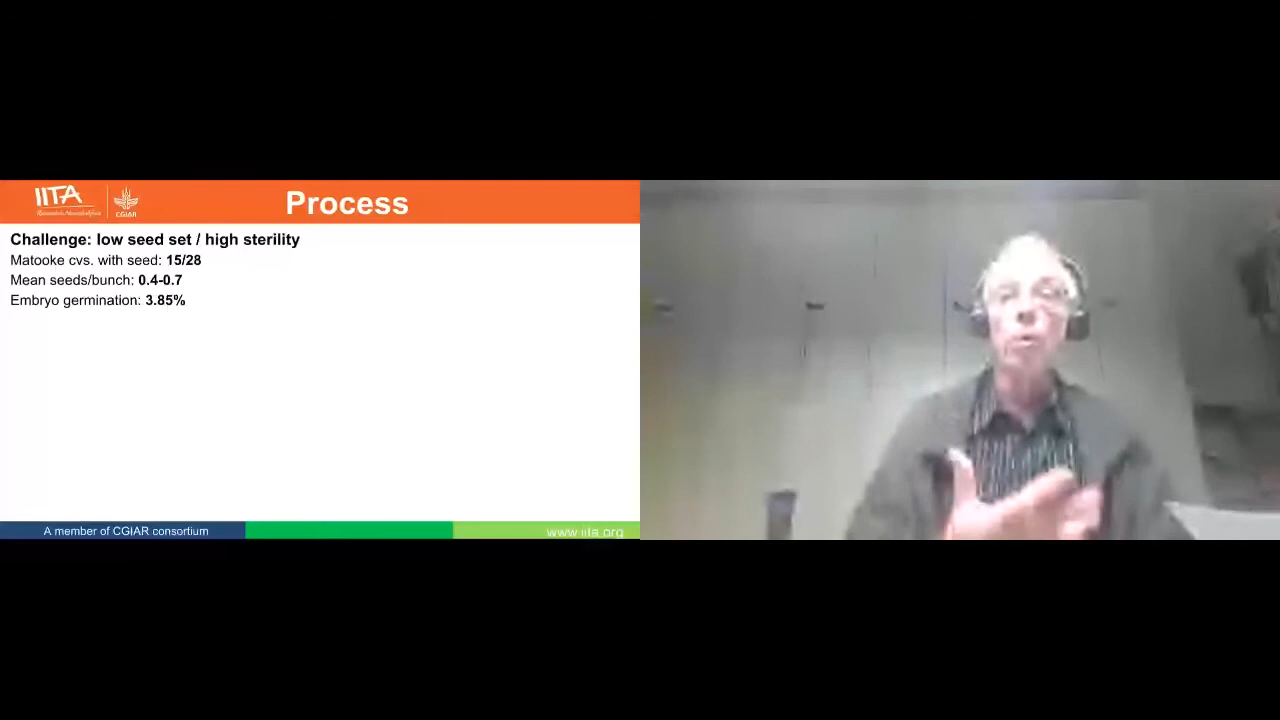 IITA
CGIAR
Process
Challenge: low seed set / high sterility
Matooke cvs. with seed: 15/28
Mean seeds/bunch: 0.4-0.7
Embryo germination: 3.85%
A member of CGIAR consortium
www.iita.org